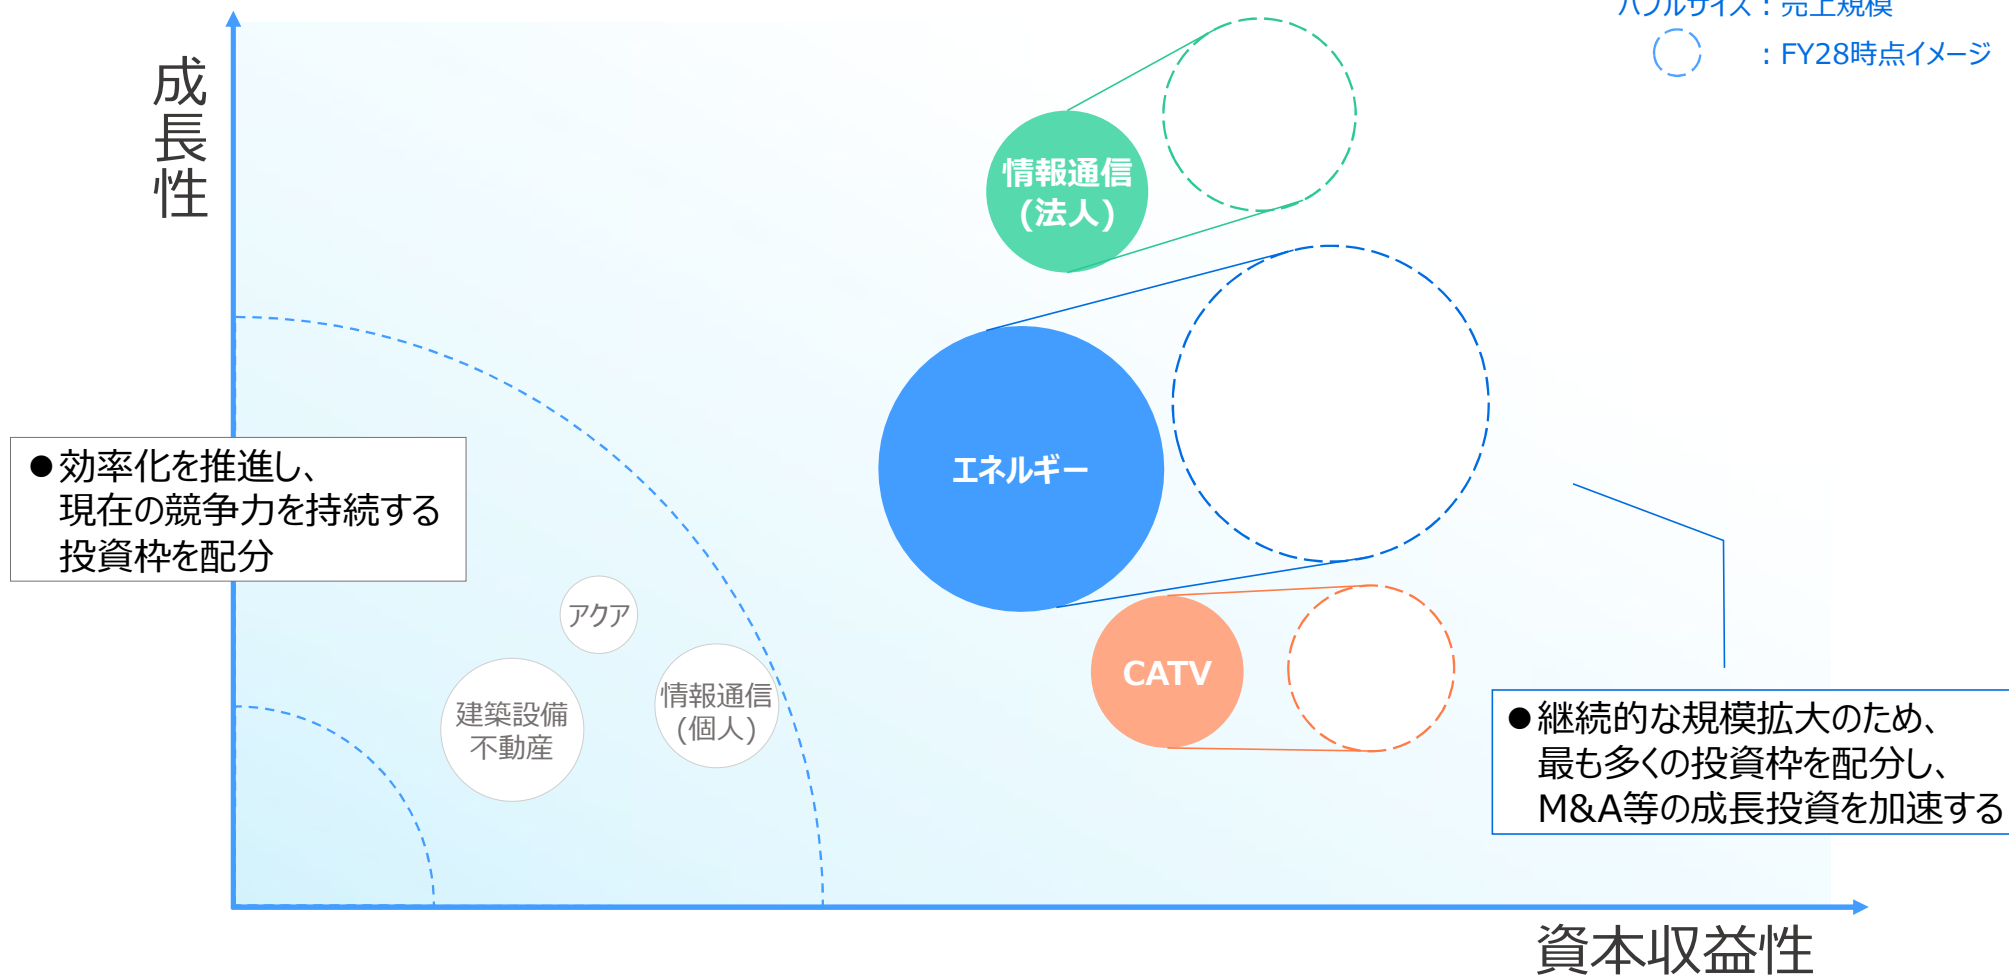 バブルサイズ：売上規模
：FY28時点イメージ
成長性
情報通信
(法人)
エネルギー
●効率化を推進し、
現在の競争力を持続する
投資枠を配分
アクア
情報通信
(個人)
建築設備
不動産
CATV
●継続的な規模拡大のため、
最も多くの投資枠を配分し、
M&A等の成長投資を加速する
資本収益性